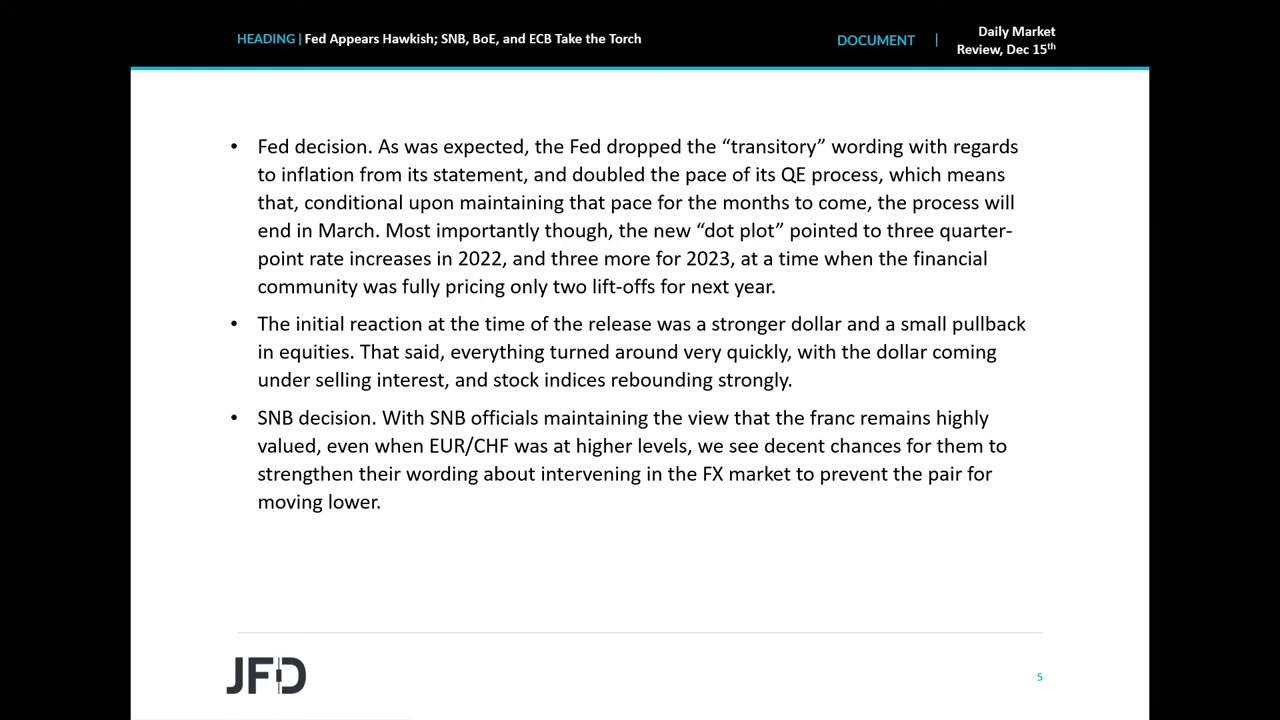 HEADING | Fed Appears Hawkish; SNB, BoE, and ECB Take the Torch
DOCUMENT | Daily Market
Review, Dec 15th
• Fed decision. As was expected, the Fed dropped the “transitory” wording with regards
to inflation from its statement, and doubled the pace of its QE process, which means
that, conditional upon maintaining that pace for the months to come, the process will
end in March. Most importantly though, the new “dot plot” pointed to three quarter-
point rate increases in 2022, and three more for 2023, at a time when the financial
community was fully pricing only two lift-offs for next year.
• The initial reaction at the time of the release was a stronger dollar and a small pullback
in equities. That said, everything turned around very quickly, with the dollar coming
under selling interest, and stock indices rebounding strongly.
• SNB decision. With SNB officials maintaining the view that the franc remains highly
valued, even when EUR/CHF was at higher levels, we see decent chances for them to
strengthen their wording about intervening in the FX market to prevent the pair for
moving lower.
JFD
5